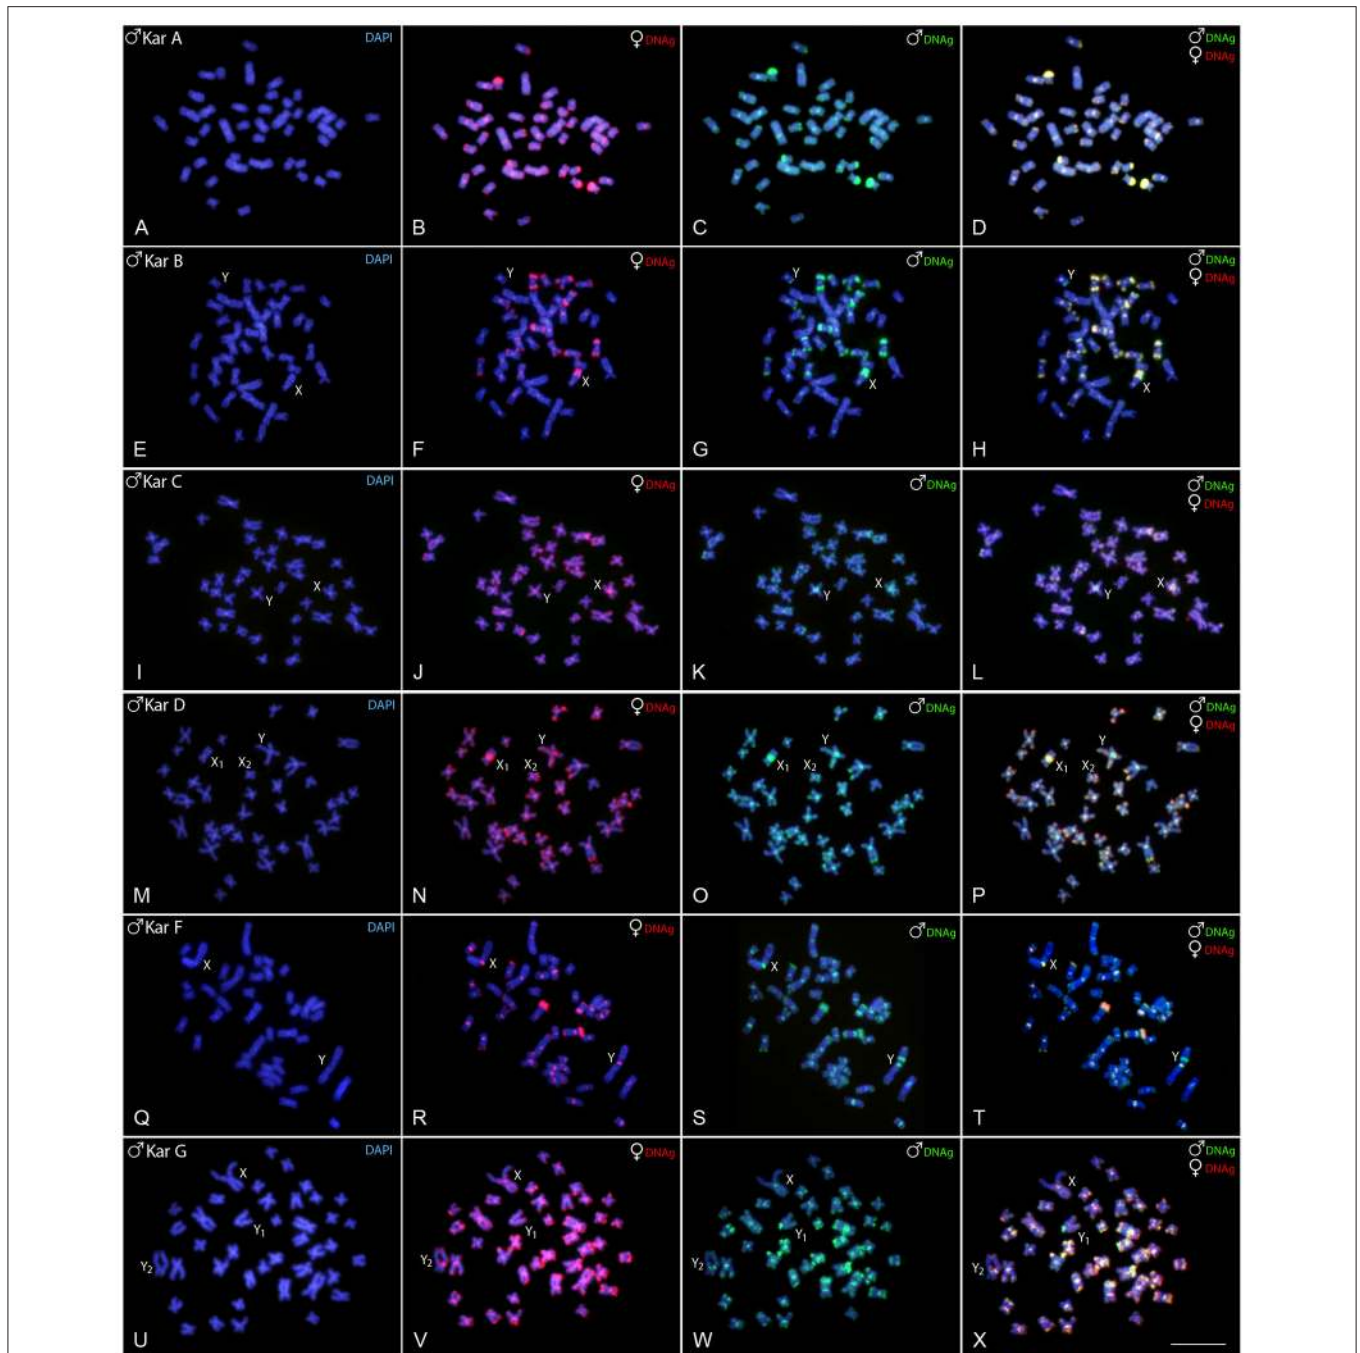 ♂Kar A DAPI ♀DNAg ♂DNAg ♂DNAg
♀DNAg
A B C D
♂Kar B DAPI ♀DNAg ♂DNAg ♂DNAg
♀DNAg
Y Y Y Y
X X X X
E F G H
♂Kar C DAPI ♀DNAg ♂DNAg ♂DNAg
♀DNAg
X X X X
Y Y Y Y
I J K L
♂Kar D DAPI ♀DNAg ♂DNAg ♂DNAg
♀DNAg
Y Y Y Y
X₁ X₂ X₁ X₂ X₁ X₂ X₁ X₂
M N O P
♂Kar F DAPI ♀DNAg ♂DNAg ♂DNAg
♀DNAg
X X X X
Y Y Y Y
Q R S T
♂Kar G DAPI ♀DNAg ♂DNAg ♂DNAg
♀DNAg
X X X X
Y₁ Y₁ Y₁ Y₁
Y₂ Y₂ Y₂ Y₂
U V W X